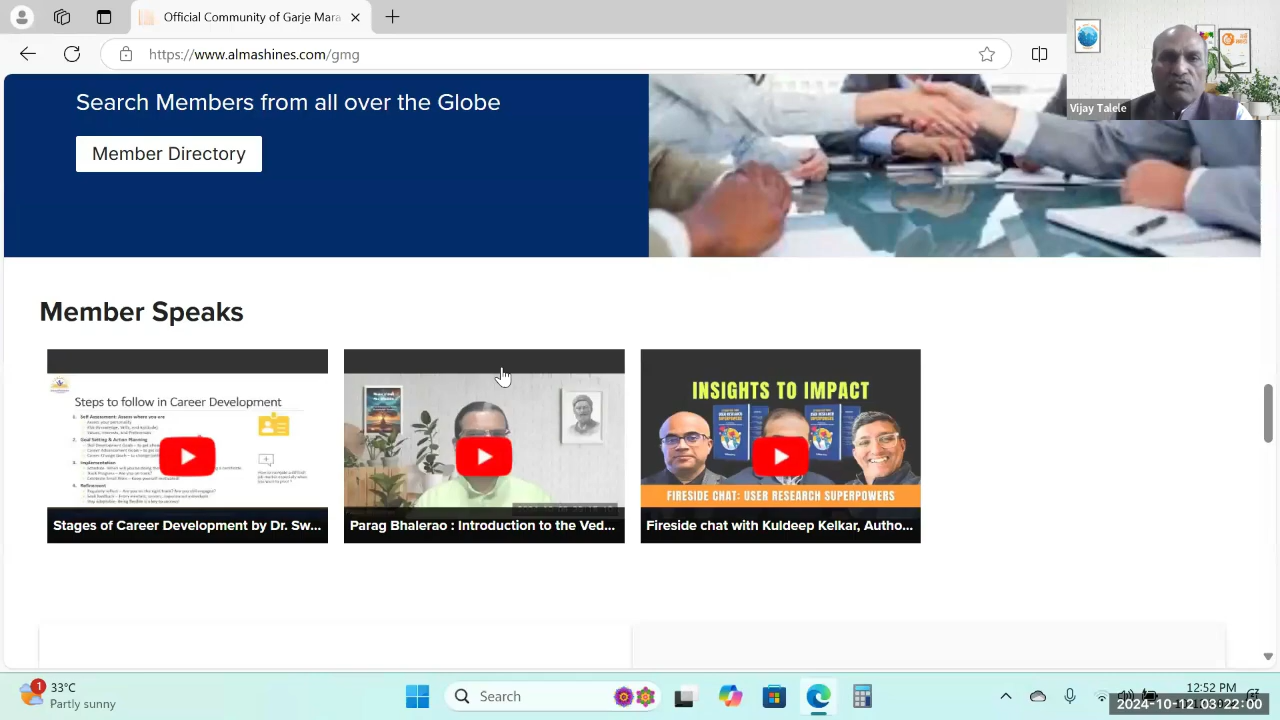 Official Community of Garje Mara
https://www.almashines.com/gmg
Vijay Talele
Search Members from all over the Globe
Member Directory
Member Speaks
Steps to follow in Career Development
Stages of Career Development by Dr. Sw...
Parag Bhalerao : Introduction to the Ved...
INSIGHTS TO IMPACT
FIRESIDE CHAT: USER RESEARCH SUPERPOWERS
Fireside chat with Kuldeep Kelkar, Autho...
1
33°C
Partly sunny
Search
12:52 PM
2024-10-12 03:22:00